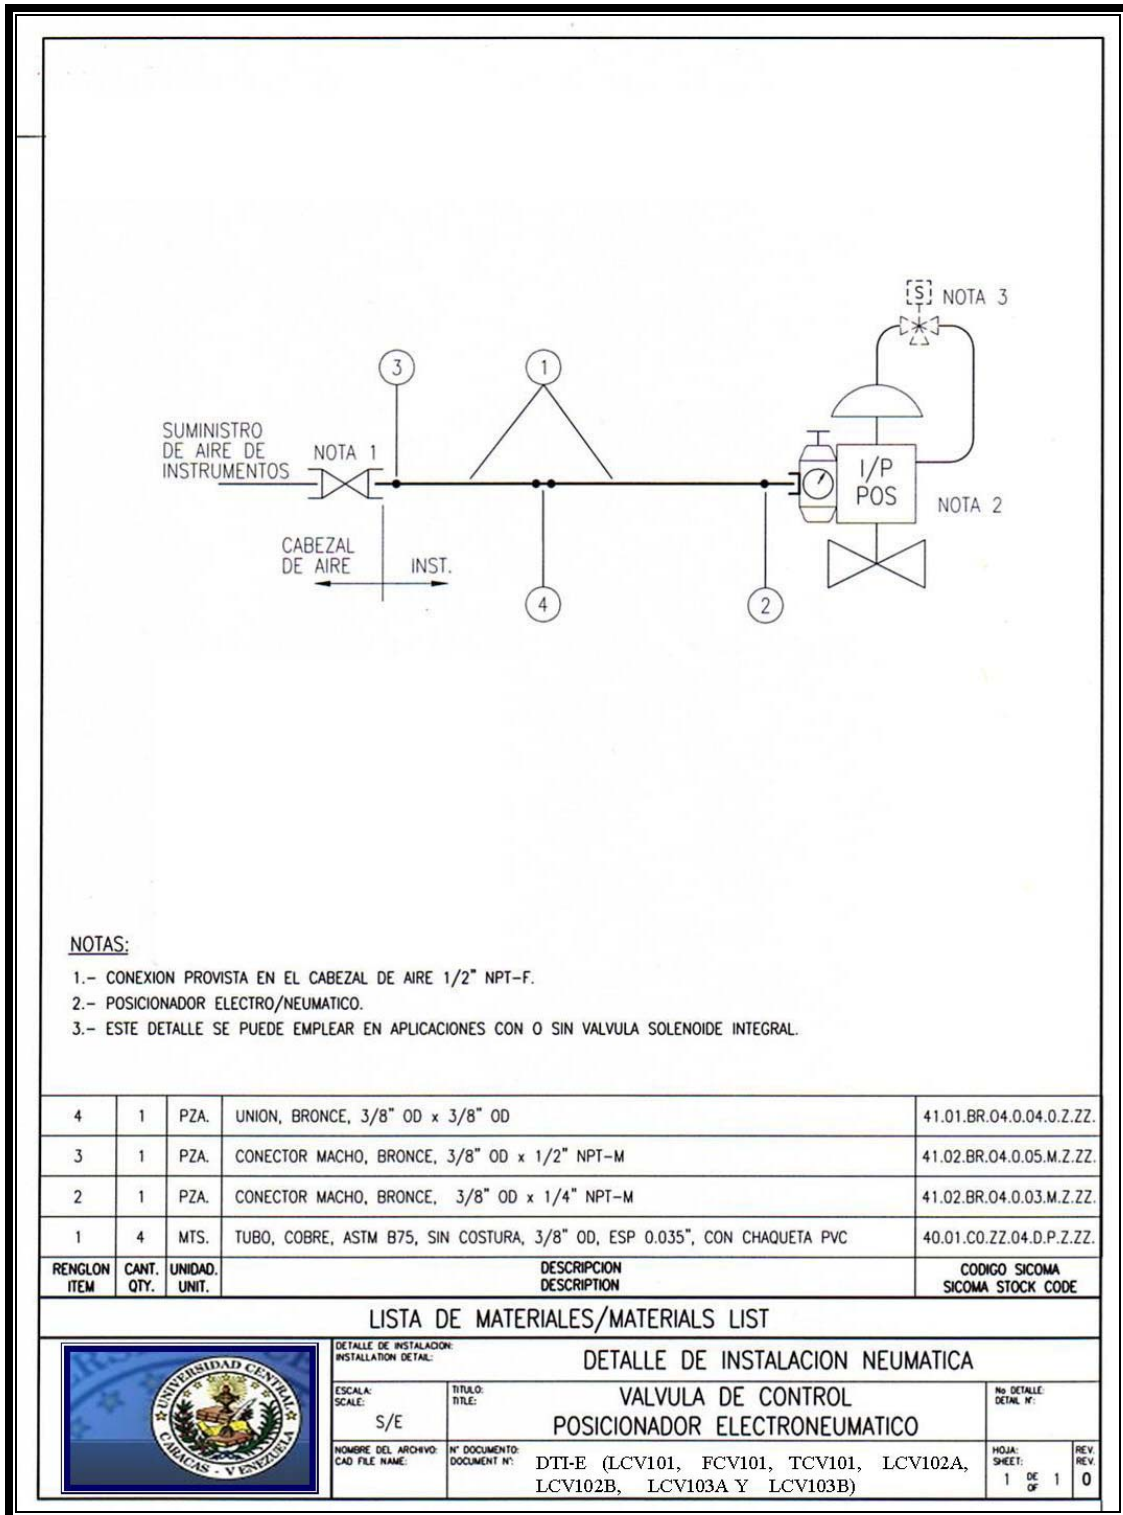 [S] NOTA 3
3
1
SUMINISTRO
DE AIRE DE
INSTRUMENTOS
NOTA 1
I/P
POS
NOTA 2
CABEZAL
DE AIRE
INST.
4
2
NOTAS:
1.- CONEXION PROVISTA EN EL CABEZAL DE AIRE 1/2" NPT-F.
2.- POSICIONADOR ELECTRO/NEUMATICO.
3.- ESTE DETALLE SE PUEDE EMPLEAR EN APLICACIONES CON O SIN VALVULA SOLENOIDE INTEGRAL.
4 1 PZA. UNION, BRONCE, 3/8" OD x 3/8" OD 41.01.BR.04.0.04.0.Z.ZZ.
3 1 PZA. CONECTOR MACHO, BRONCE, 3/8" OD x 1/2" NPT-M 41.02.BR.04.0.05.M.Z.ZZ.
2 1 PZA. CONECTOR MACHO, BRONCE, 3/8" OD x 1/4" NPT-M 41.02.BR.04.0.03.M.Z.ZZ.
1 4 MTS. TUBO, COBRE, ASTM B75, SIN COSTURA, 3/8" OD, ESP 0.035", CON CHAQUETA PVC 40.01.CO.ZZ.04.D.P.Z.ZZ.
RENGLON CANT. UNIDAD. DESCRIPCION CODIGO SICOMA
ITEM QTY. UNIT. DESCRIPTION SICOMA STOCK CODE
LISTA DE MATERIALES/MATERIALS LIST
UNIVERSIDAD CENTRAL
CARACAS - VENEZUELA
DETALLE DE INSTALACION:
INSTALLATION DETAIL:
DETALLE DE INSTALACION NEUMATICA
ESCALA:
SCALE:
S/E
TITULO:
TITLE:
VALVULA DE CONTROL
POSICIONADOR ELECTRONEUMATICO
No DETALLE:
DETAIL Nº:
NOMBRE DEL ARCHIVO:
CAD FILE NAME:
Nº DOCUMENTO:
DOCUMENT Nº:
DTI-E (LCV101, FCV101, TCV101, LCV102A,
LCV102B, LCV103A Y LCV103B)
HOJA:
SHEET:
1 DE 1
OF
REV.
REV.
0